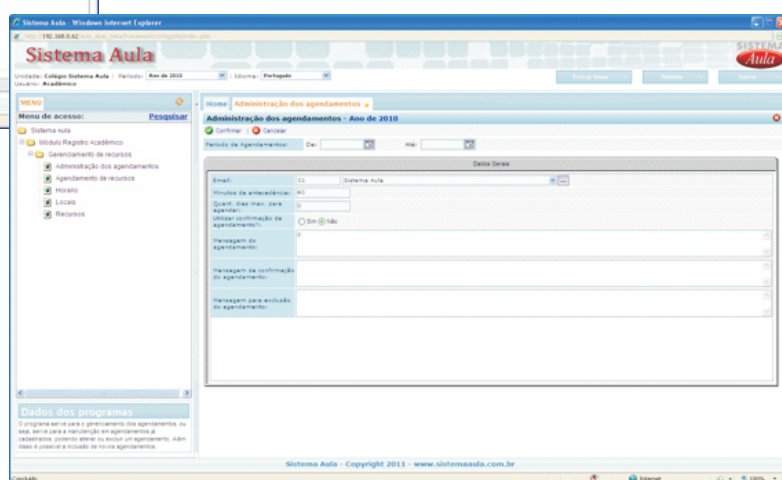 Sistema Aula - Windows Internet Explorer
Sistema Aula
SISTEMA
Aula
Unidade: Colégio Sistema Aula | Período: Ano de 2010 | Idioma: Português
Usuário: Acadêmico
Trocar Senha
Sobre
MENU
Menu de acesso: Pesquisar
Sistema Aula
Módulo Registro Acadêmico
Gerenciamento de recursos
Administração dos agendamentos
Agendamento de recursos
Horário
Locais
Recursos
Home Administração dos agendamentos
Administração dos agendamentos - Ano de 2010
Confirmar | Cancelar
Período de Agendamentos: De: Até:
Dados Gerais
Email: 01 Sistema Aula
Minutos de antecedência: 60
Quant. dias max. para agendar: 0
Utilizar confirmação de agendamento?: Sim Não
Mensagem do agendamento: 0
Mensagem de confirmação do agendamento:
Mensagem para exclusão do agendamento:
Dados dos programas
O programa serve para o gerenciamento dos agendamentos, ou
seja, serve para a manutenção em agendamentos já
cadastrados, podendo alterar ou excluir um agendamento. Além
disso é possível a inclusão de novos agendamentos.
Sistema Aula - Copyright 2011 - www.sistemaaula.com.br
Concluído
Internet
100%